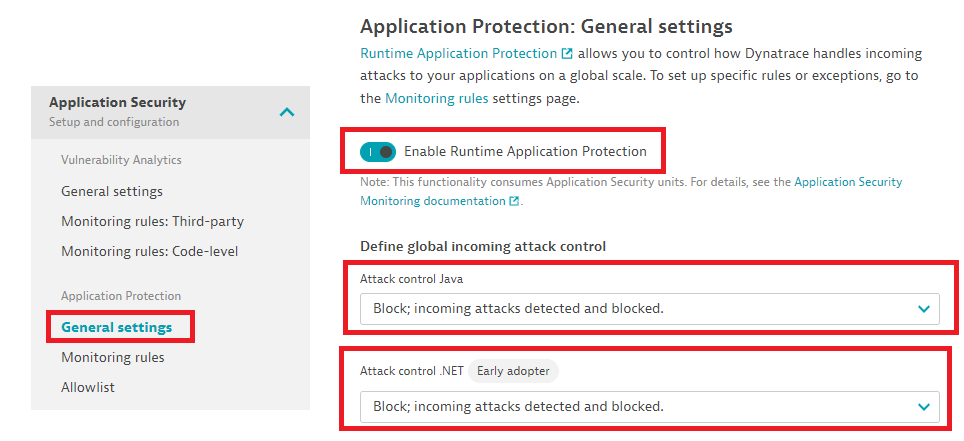 Application Security
Setup and configuration
Vulnerability Analytics
General settings
Monitoring rules: Third-party
Monitoring rules: Code-level
Application Protection
General settings
Monitoring rules
Allowlist
Application Protection: General settings
Runtime Application Protection allows you to control how Dynatrace handles incoming
attacks to your applications on a global scale. To set up specific rules or exceptions, go to
the Monitoring rules settings page.
Enable Runtime Application Protection
Note: This functionality consumes Application Security units. For details, see the Application Security
Monitoring documentation.
Define global incoming attack control
Attack control Java
Block; incoming attacks detected and blocked.
Attack control .NET Early adopter
Block; incoming attacks detected and blocked.